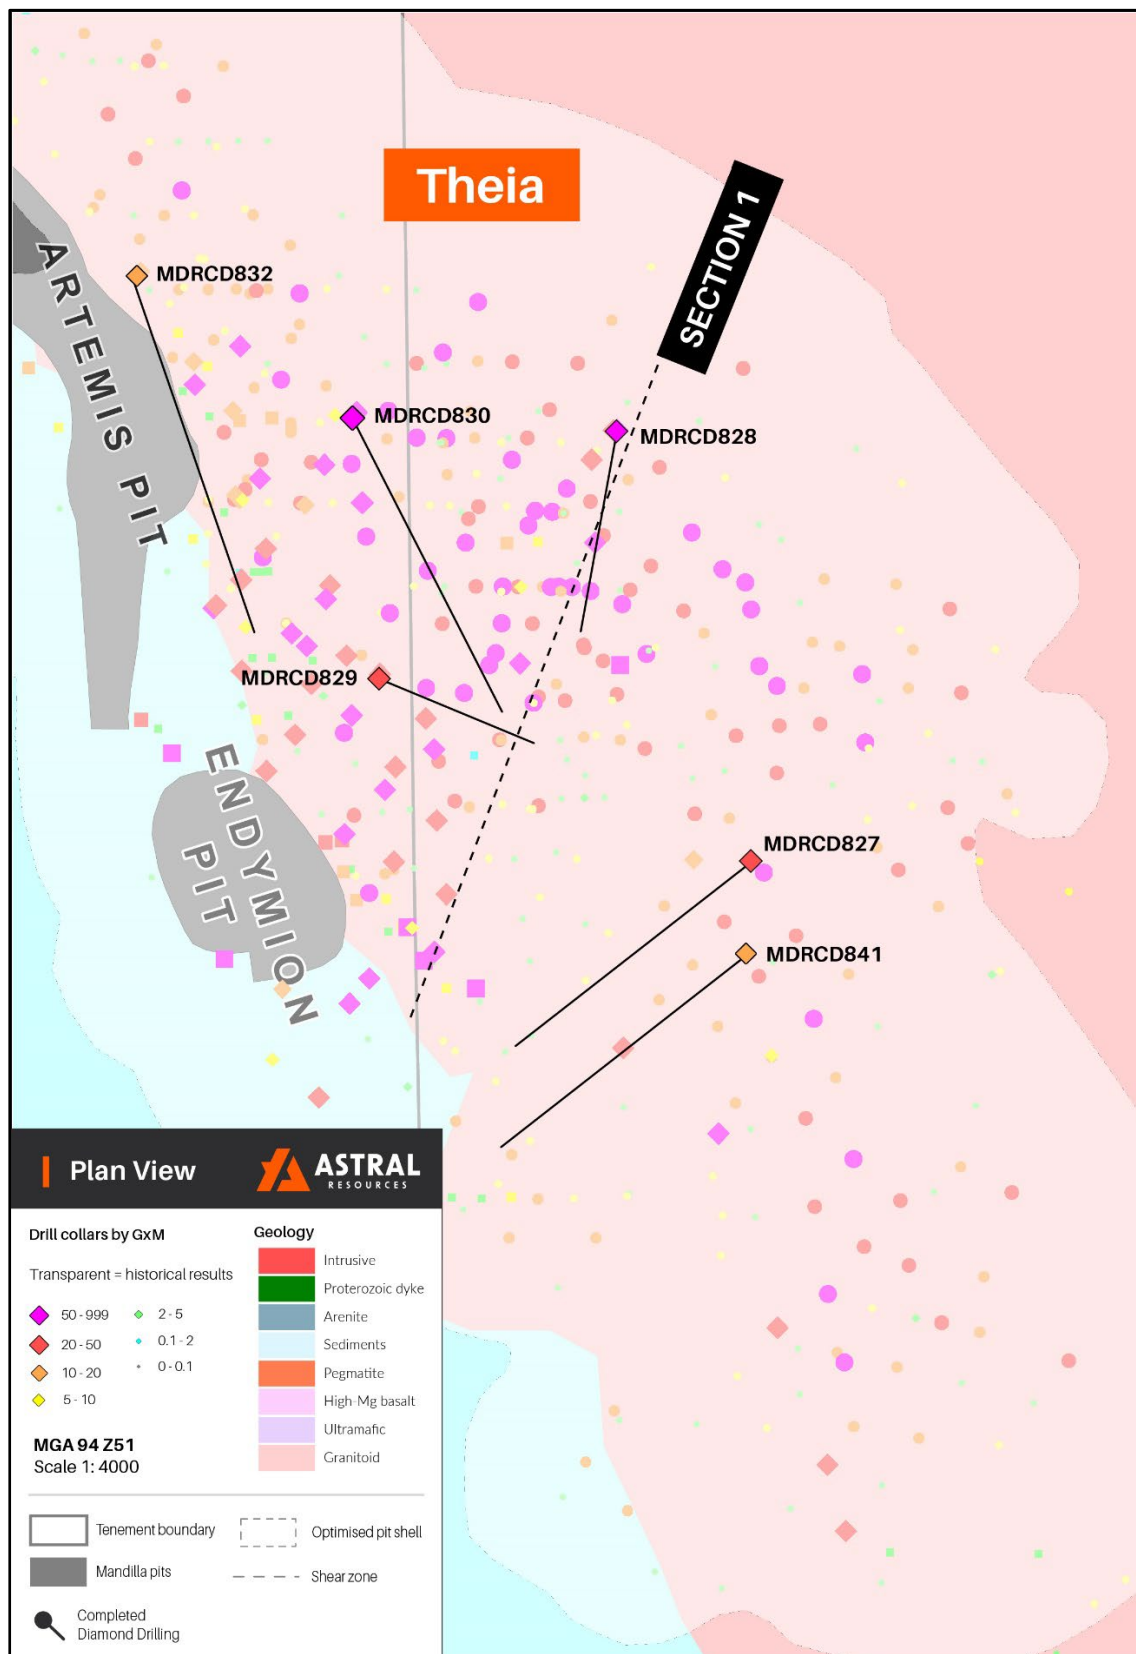 Theia
SECTION 1
ARTEMIS PIT
MDRCD832
MDRCD830
MDRCD828
MDRCD829
ENDYMION
PIT
MDRCD827
MDRCD841
Plan View
ASTRAL
RESOURCES
Drill collars by GxM
Transparent = historical results
50 - 999
20 - 50
10 - 20
5 - 10
2 - 5
0.1 - 2
0 - 0.1
MGA 94 Z51
Scale 1: 4000
Geology
Intrusive
Proterozoic dyke
Arenite
Sediments
Pegmatite
High-Mg basalt
Ultramafic
Granitoid
Tenement boundary
Optimised pit shell
Mandilla pits
Shear zone
Completed
Diamond Drilling